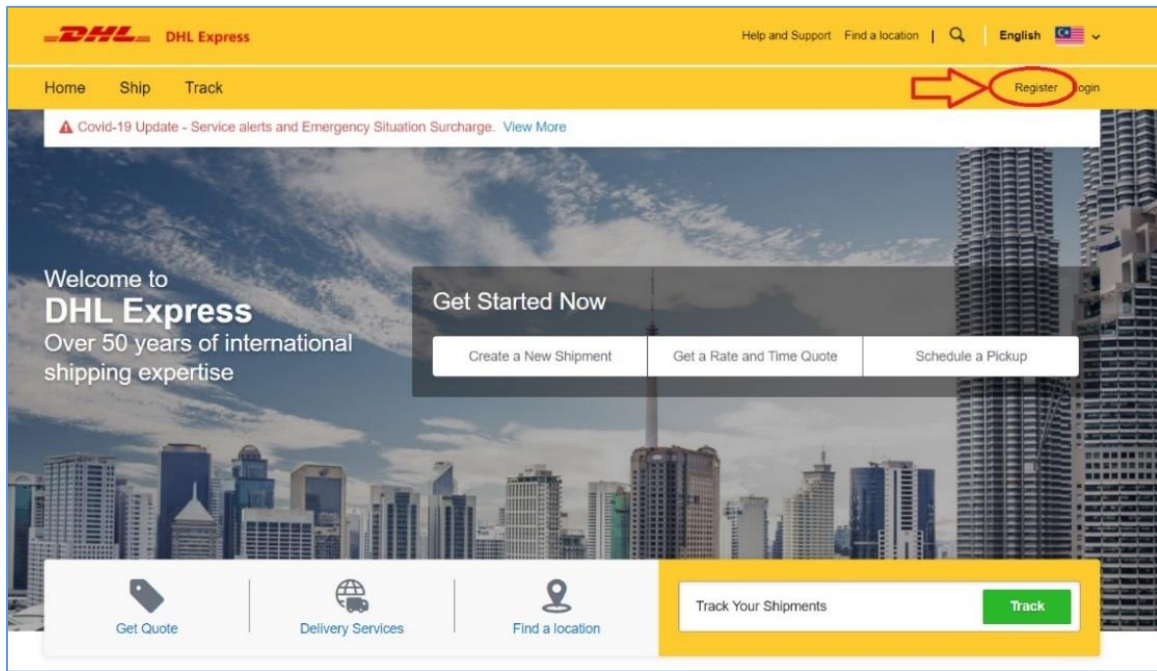 DHL DHL Express
Help and Support Find a location | English
Home Ship Track
Register ogin
Covid-19 Update - Service alerts and Emergency Situation Surcharge. View More
Welcome to
DHL Express
Over 50 years of international
shipping expertise
Get Started Now
Create a New Shipment
Get a Rate and Time Quote
Schedule a Pickup
Get Quote
Delivery Services
Find a location
Track Your Shipments
Track